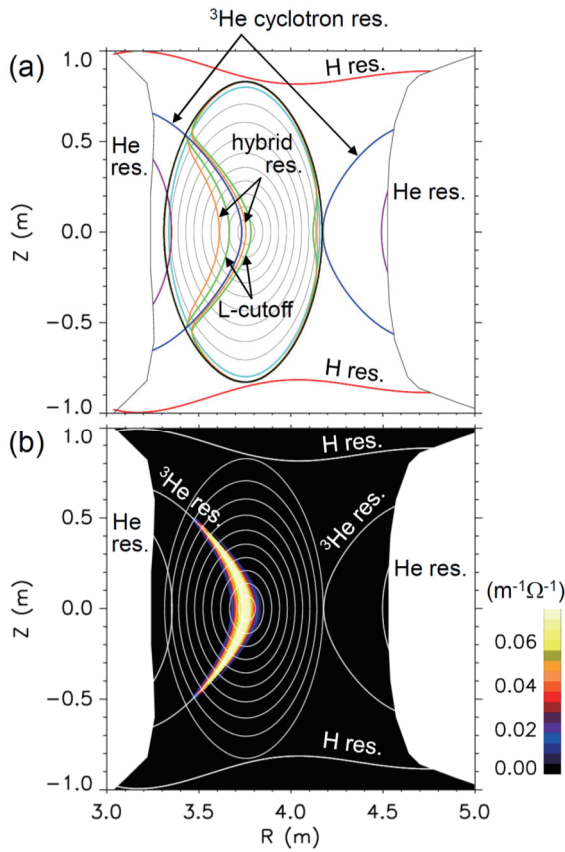 ³He cyclotron res.
(a)
1.0
0.5
0.0
−0.5
−1.0
Z (m)
H res.
He
res.
hybrid
res.
He res.
L-cutoff
H res.
(b)
1.0
0.5
0.0
−0.5
−1.0
Z (m)
H res.
³He res.
³He res.
He
res.
He res.
H res.
(m⁻¹Ω⁻¹)
0.06
0.04
0.02
0.00
3.0 3.5 4.0 4.5 5.0
R (m)